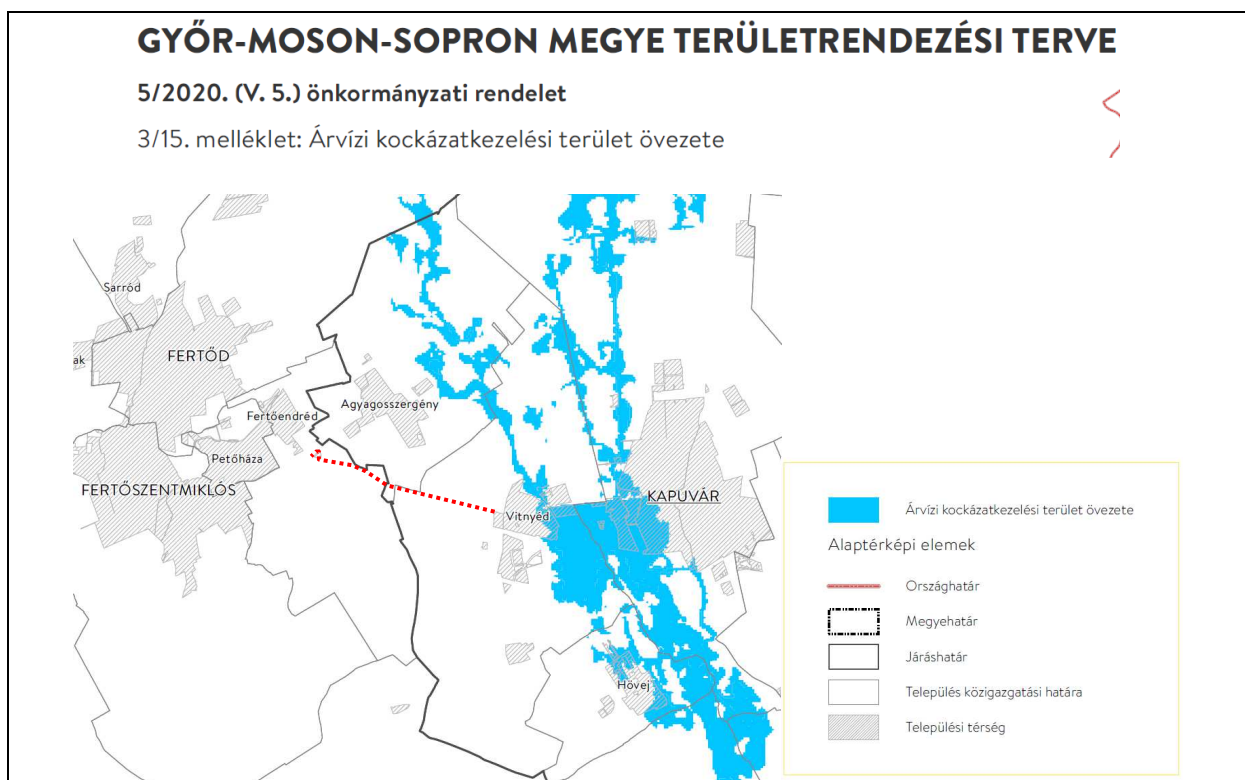 GYŐR-MOSON-SOPRON MEGYE TERÜLETRENDEZÉSI TERVE
5/2020. (V. 5.) önkormányzati rendelet
3/15. melléklet: Árvízi kockázatkezelési terület övezete
Sarród
FERTŐD
ak
Agyagosszergény
Fertőendréd
Petőháza
FERTŐSZENTMIKLÓS
KAPUVÁR
Vitnyéd
Hövej
Árvízi kockázatkezelési terület övezete
Alaptérképi elemek
Országhatár
Megyehatár
Járáshatár
Település közigazgatási határa
Települési térség